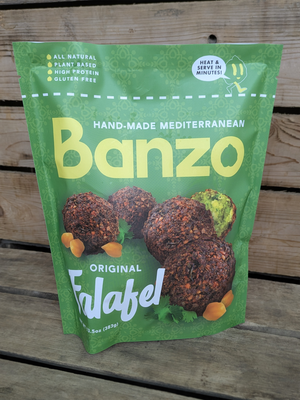 ALL NATURAL
PLANT BASED
HIGH PROTEIN
GLUTEN FREE
HEAT &
SERVE IN
MINUTES!
HAND-MADE MEDITERRANEAN
Banzo
ORIGINAL
Falafel